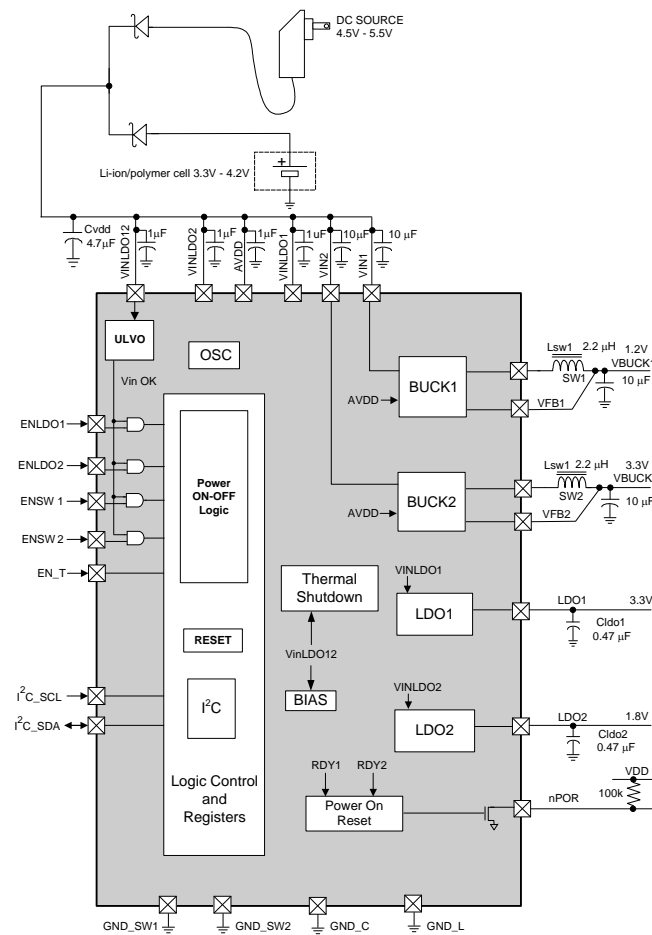 DC SOURCE
4.5V - 5.5V
Li-ion/polymer cell 3.3V - 4.2V
+
Cvdd
4.7µF
VINLDO12
1µF
VINLDO2
1µF
AVDD
1µF
VINLDO1
1uF
VIN2
10µF
VIN1
10 µF
ULVO
OSC
Vin OK
BUCK1
AVDD
Lsw1 2.2 µH
1.2V
SW1
VBUCK1
10 µF
VFB1
ENLDO1
ENLDO2
ENSW 1
ENSW 2
EN_T
Power
ON-OFF
Logic
BUCK2
AVDD
Lsw1 2.2 µH
3.3V
SW2
VBUCK
10 µF
VFB2
Thermal
Shutdown
VINLDO1
LDO1
LDO1
3.3V
Cldo1
0.47 µF
RESET
VinLDO12
BIAS
I²C_SCL
I²C_SDA
I²C
VINLDO2
LDO2
LDO2
1.8V
Cldo2
0.47 µF
Logic Control
and
Registers
RDY1
RDY2
Power On
Reset
VDD
100k
nPOR
GND_SW1
GND_SW2
GND_C
GND_L